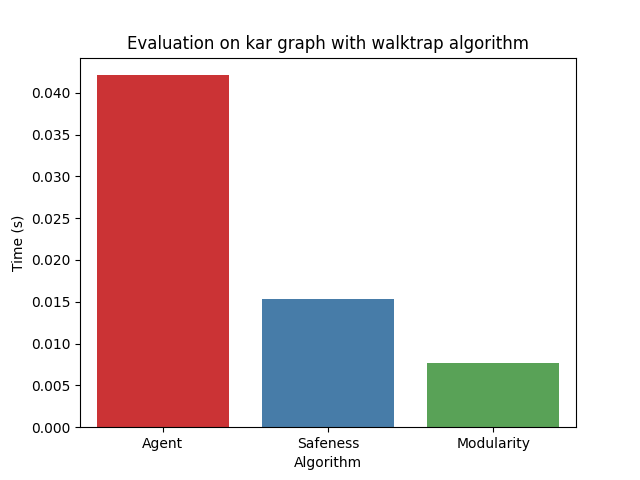 Evaluation on kar graph with walktrap algorithm
0.040
0.035
0.030
0.025
0.020
0.015
0.010
0.005
0.000
Time (s)
Agent Safeness Modularity
Algorithm